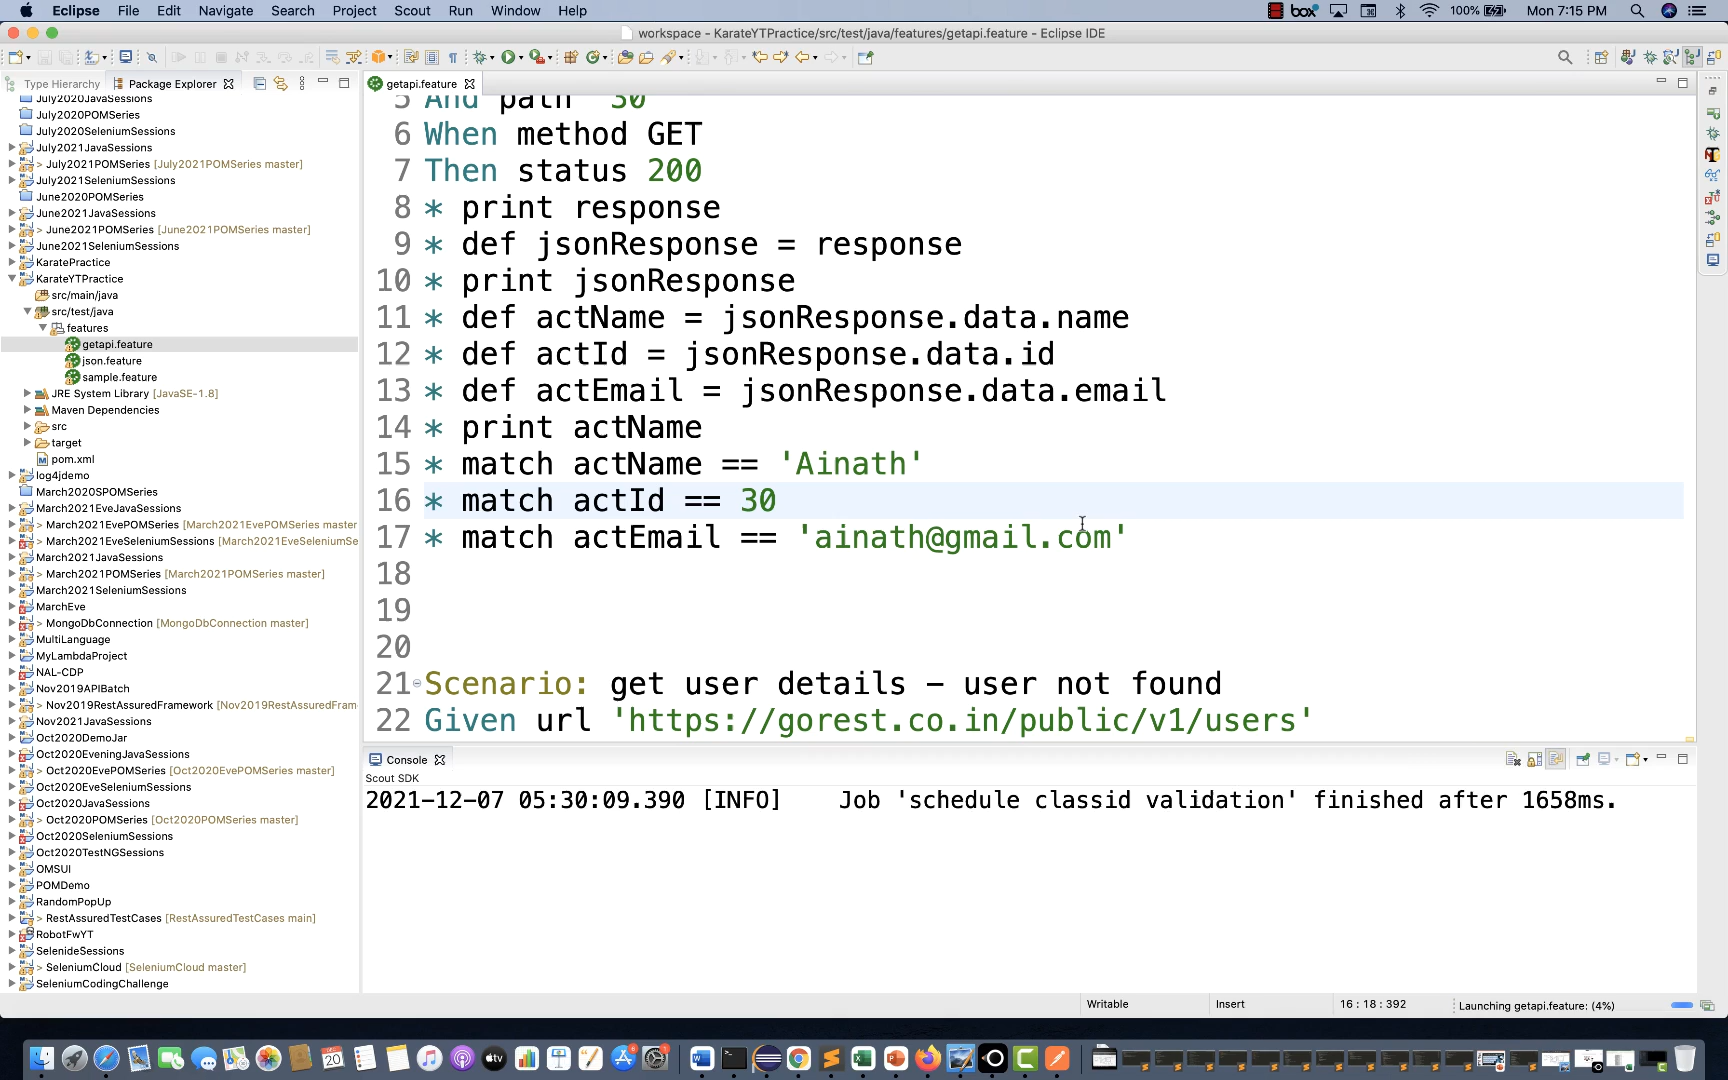 Eclipse File Edit Navigate Search Project Scout Run Window Help box 100% Mon 7:15 PM
workspace - KarateYTPractice/src/test/java/features/getapi.feature - Eclipse IDE
Type Hierarchy Package Explorer getapi.feature
July2020JavaSessions
July2020POMSeries
July2020SeleniumSessions
July2021JavaSessions
> July2021POMSeries [July2021POMSeries master]
July2021SeleniumSessions
June2020POMSeries
June2021JavaSessions
> June2021POMSeries [June2021POMSeries master]
June2021SeleniumSessions
KaratePractice
KarateYTPractice
src/main/java
src/test/java
features
getapi.feature
json.feature
sample.feature
JRE System Library [JavaSE-1.8]
Maven Dependencies
src
target
pom.xml
log4jdemo
March2020SPOMSeries
March2021EveJavaSessions
> March2021EvePOMSeries [March2021EvePOMSeries master
> March2021EveSeleniumSessions [March2021EveSeleniumSe
March2021JavaSessions
> March2021POMSeries [March2021POMSeries master]
March2021SeleniumSessions
MarchEve
> MongoDbConnection [MongoDbConnection master]
MultiLanguage
MyLambdaProject
NAL-CDP
Nov2019APIBatch
> Nov2019RestAssuredFramework [Nov2019RestAssuredFram
Nov2021JavaSessions
Oct2020DemoJar
Oct2020EveningJavaSessions
> Oct2020EvePOMSeries [Oct2020EvePOMSeries master]
Oct2020EveSeleniumSessions
Oct2020JavaSessions
> Oct2020POMSeries [Oct2020POMSeries master]
Oct2020SeleniumSessions
Oct2020TestNGSessions
OMSUI
POMDemo
RandomPopUp
> RestAssuredTestCases [RestAssuredTestCases main]
RobotFwYT
SelenideSessions
> SeleniumCloud [SeleniumCloud master]
SeleniumCodingChallenge
5 And path '30'
6 When method GET
7 Then status 200
8 * print response
9 * def jsonResponse = response
10 * print jsonResponse
11 * def actName = jsonResponse.data.name
12 * def actId = jsonResponse.data.id
13 * def actEmail = jsonResponse.data.email
14 * print actName
15 * match actName == 'Ainath'
16 * match actId == 30
17 * match actEmail == 'ainath@gmail.com'
18
19
20
21 Scenario: get user details – user not found
22 Given url 'https://gorest.co.in/public/v1/users'
Console
Scout SDK
2021-12-07 05:30:09.390 [INFO] Job 'schedule classid validation' finished after 1658ms.
Writable Insert 16 : 18 : 392 Launching getapi.feature: (4%)